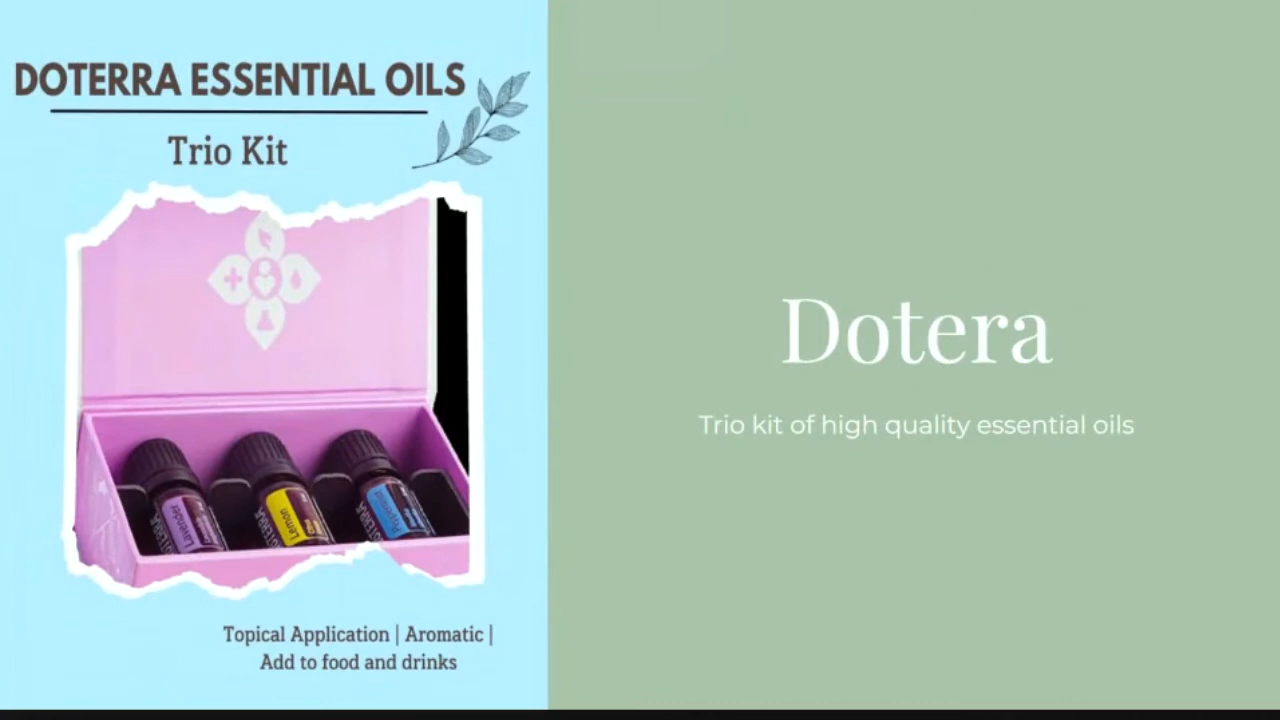 DOTERRA ESSENTIAL OILS
Trio Kit
Lavender
Lemon
Peppermint
Topical Application | Aromatic |
Add to food and drinks
Dotera
Trio kit of high quality essential oils